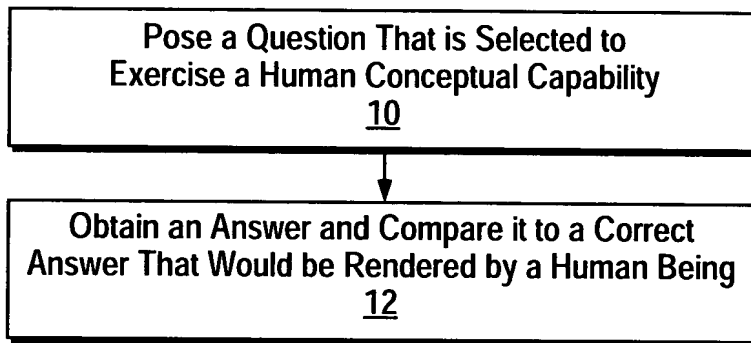 Pose a Question That is Selected to
Exercise a Human Conceptual Capability
10
Obtain an Answer and Compare it to a Correct
Answer That Would be Rendered by a Human Being
12